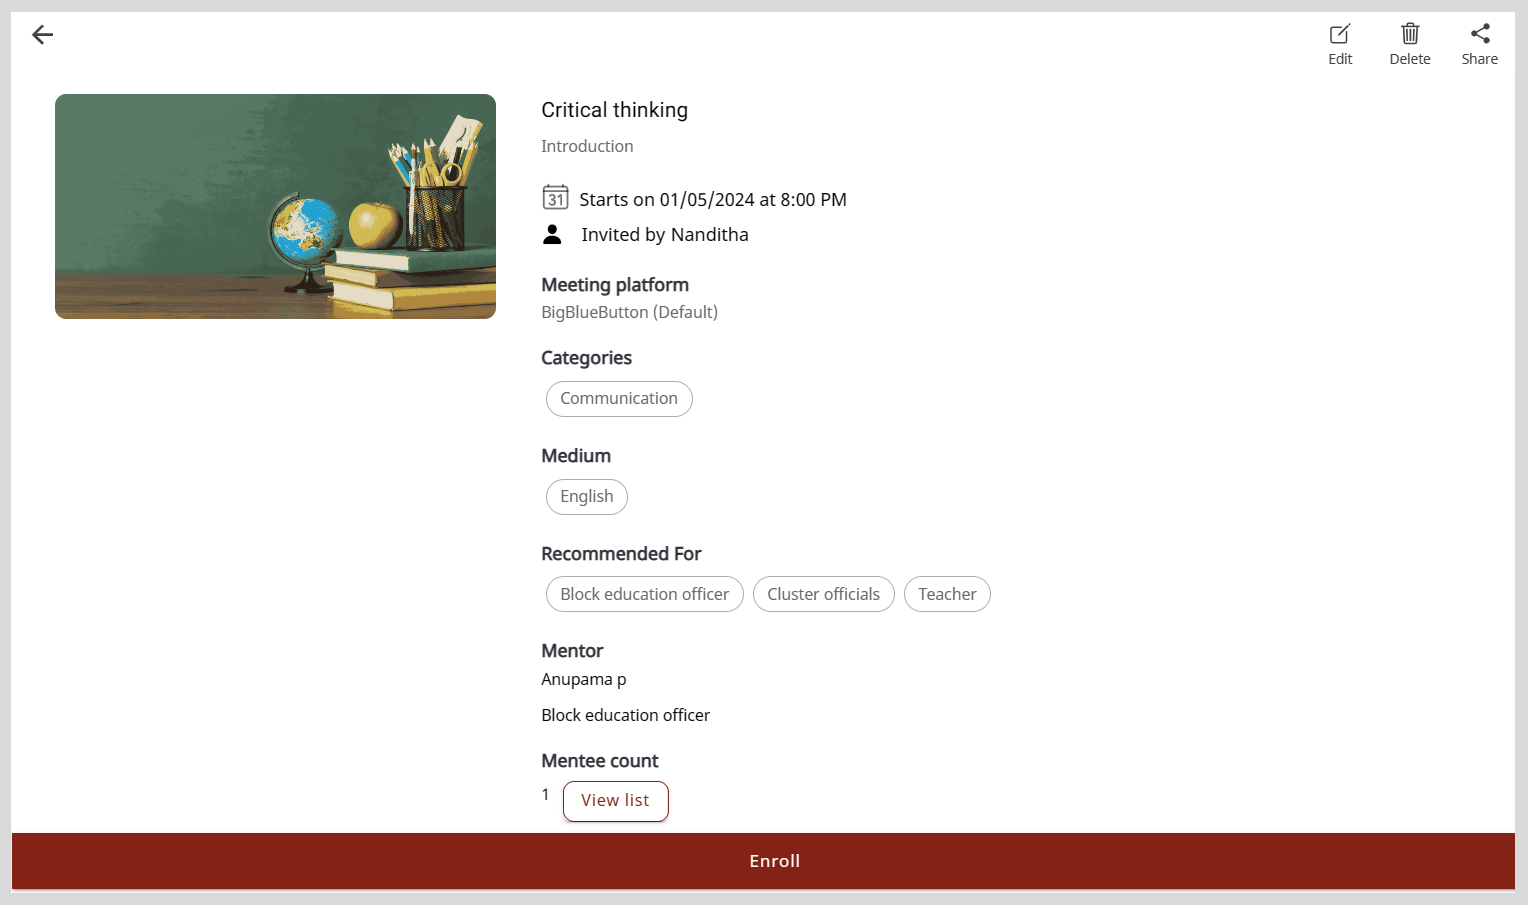 Edit
Delete
Share
Critical thinking
Introduction
31 Starts on 01/05/2024 at 8:00 PM
Invited by Nanditha
Meeting platform
BigBlueButton (Default)
Categories
Communication
Medium
English
Recommended For
Block education officer Cluster officials Teacher
Mentor
Anupama p
Block education officer
Mentee count
1 View list
Enroll